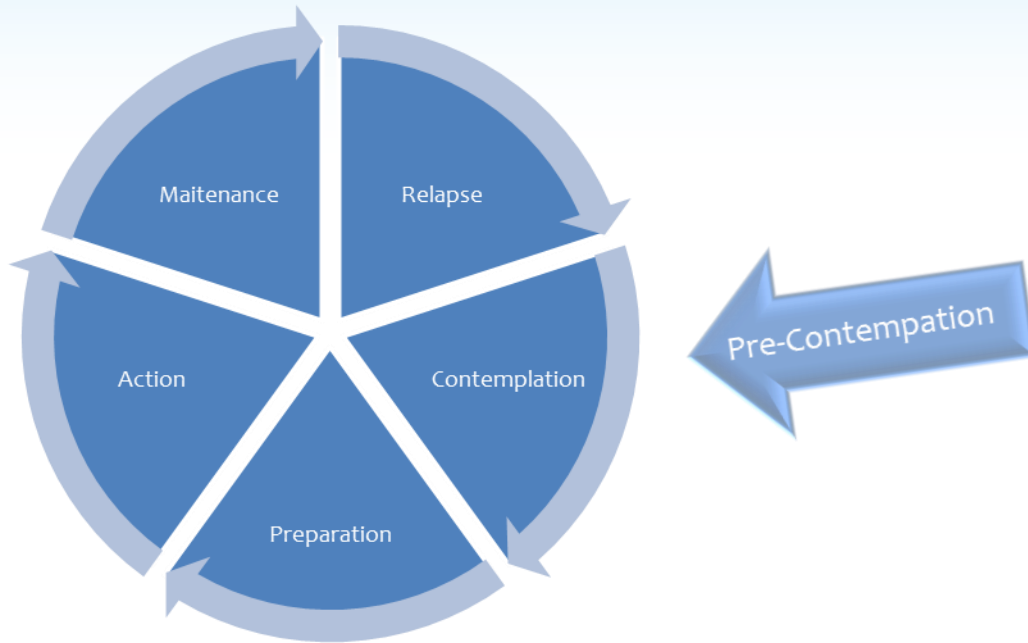 Maitenance
Relapse
Pre-Contempation
Action
Contemplation
Preparation